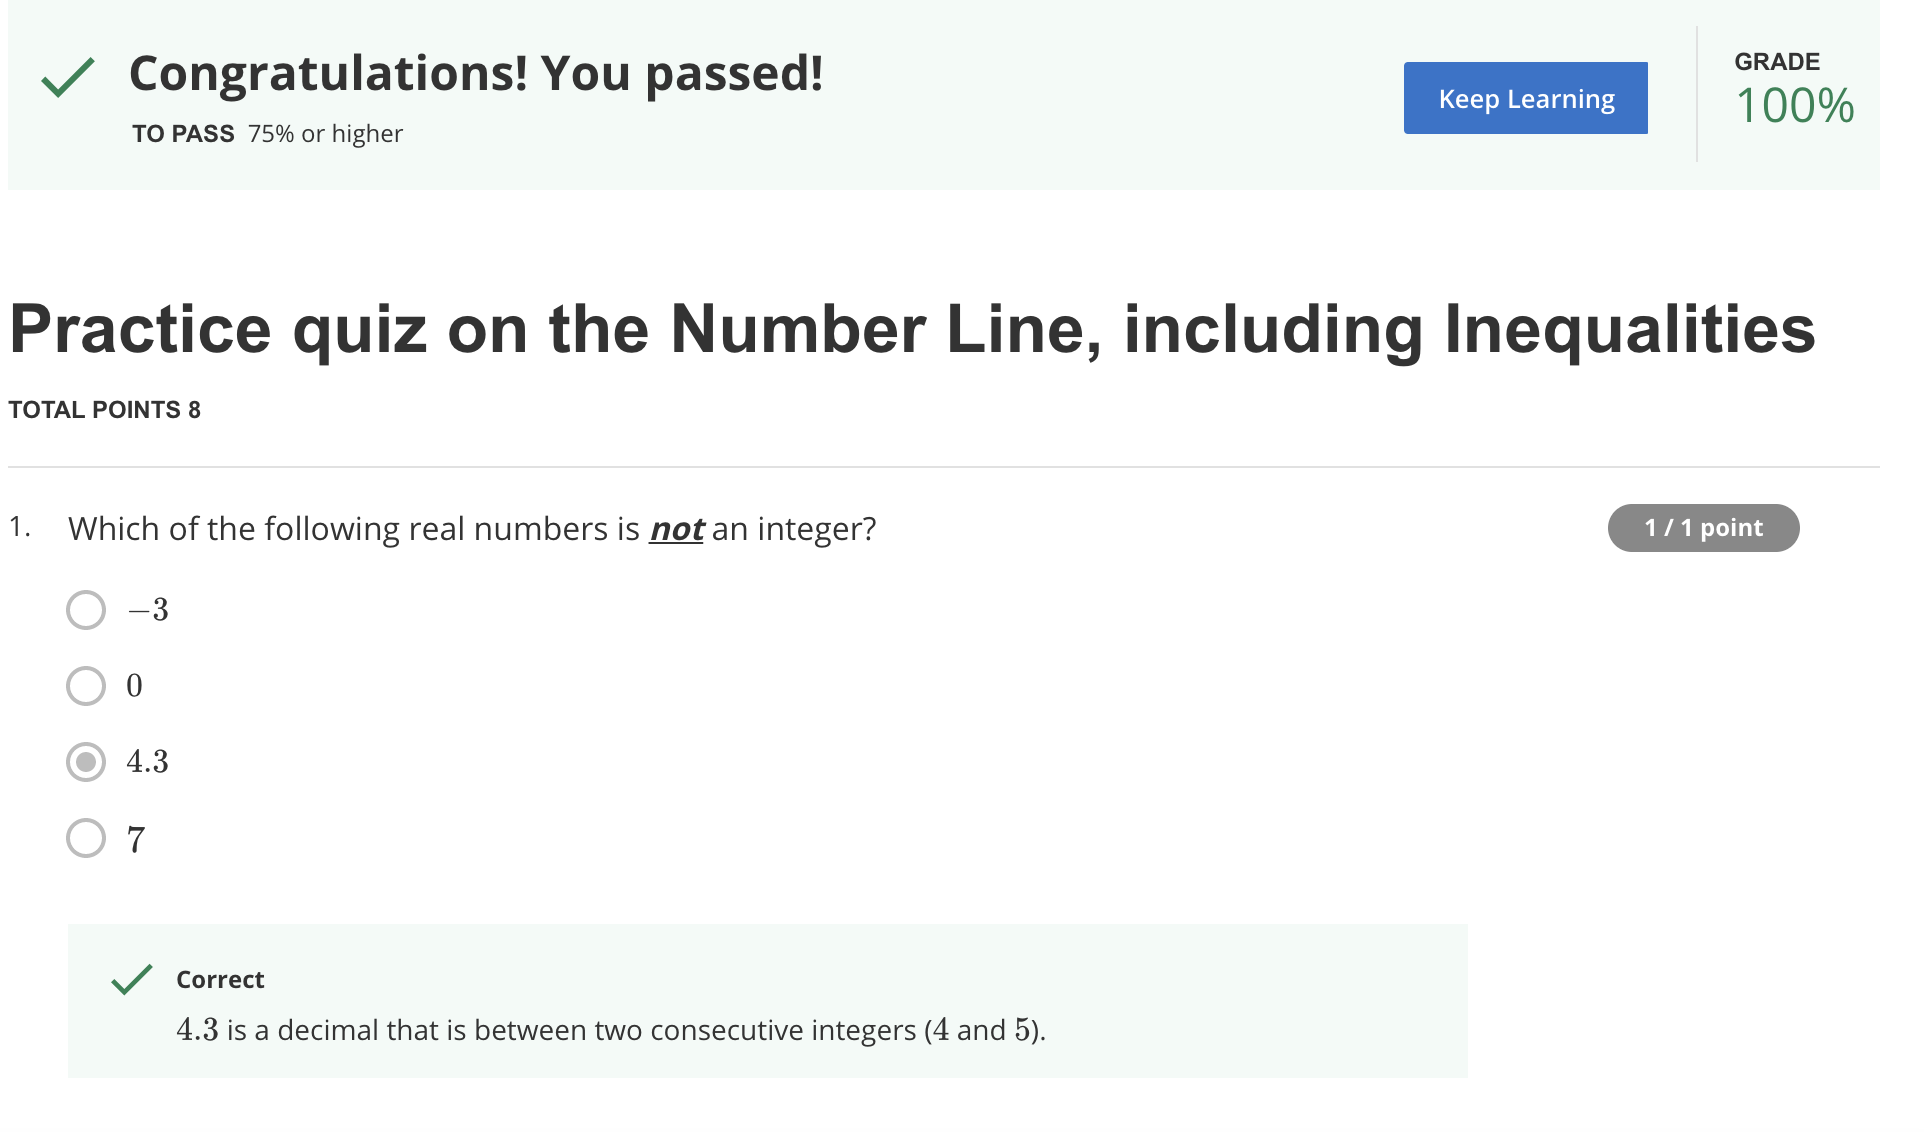 Congratulations! You passed!
TO PASS 75% or higher
Keep Learning
GRADE
100%
Practice quiz on the Number Line, including Inequalities
TOTAL POINTS 8
1. Which of the following real numbers is not an integer?
1 / 1 point
−3
0
4.3
7
Correct
4.3 is a decimal that is between two consecutive integers (4 and 5).